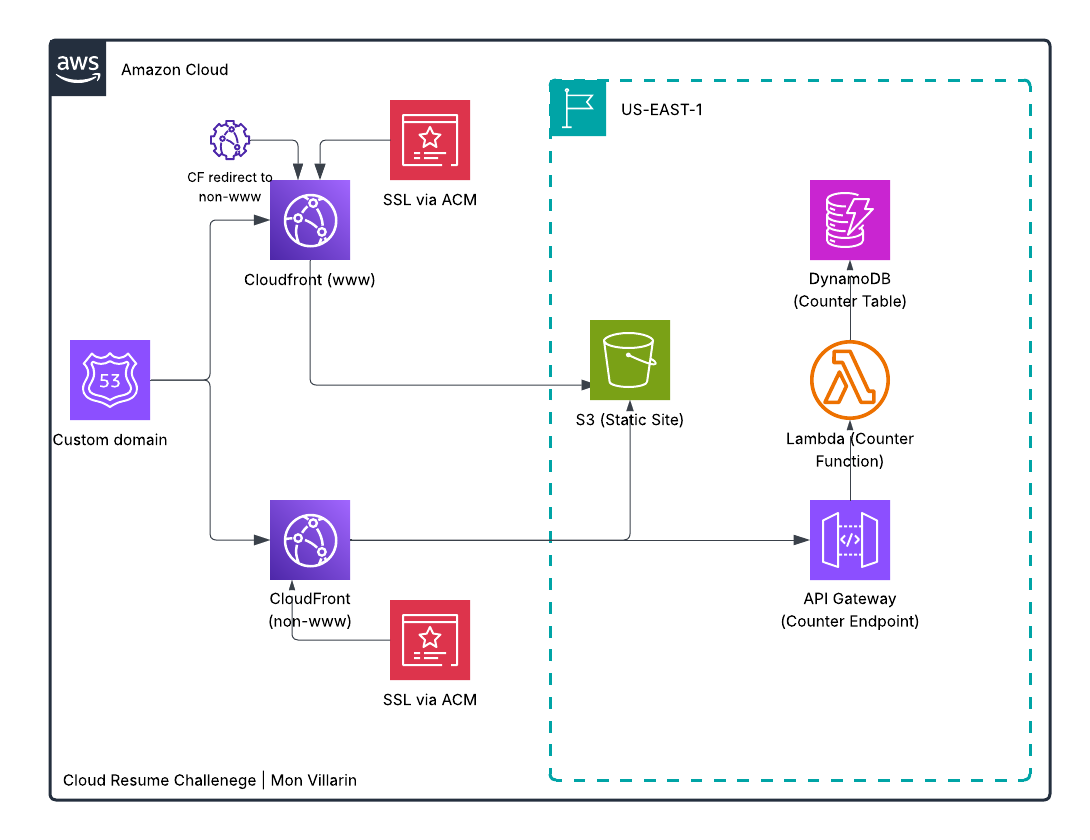 aws
Amazon Cloud
US-EAST-1
CF redirect to
non-www
SSL via ACM
Cloudfront (www)
DynamoDB
(Counter Table)
53
Custom domain
S3 (Static Site)
Lambda (Counter
Function)
</>
CloudFront
(non-www)
API Gateway
(Counter Endpoint)
SSL via ACM
Cloud Resume Challenege | Mon Villarin